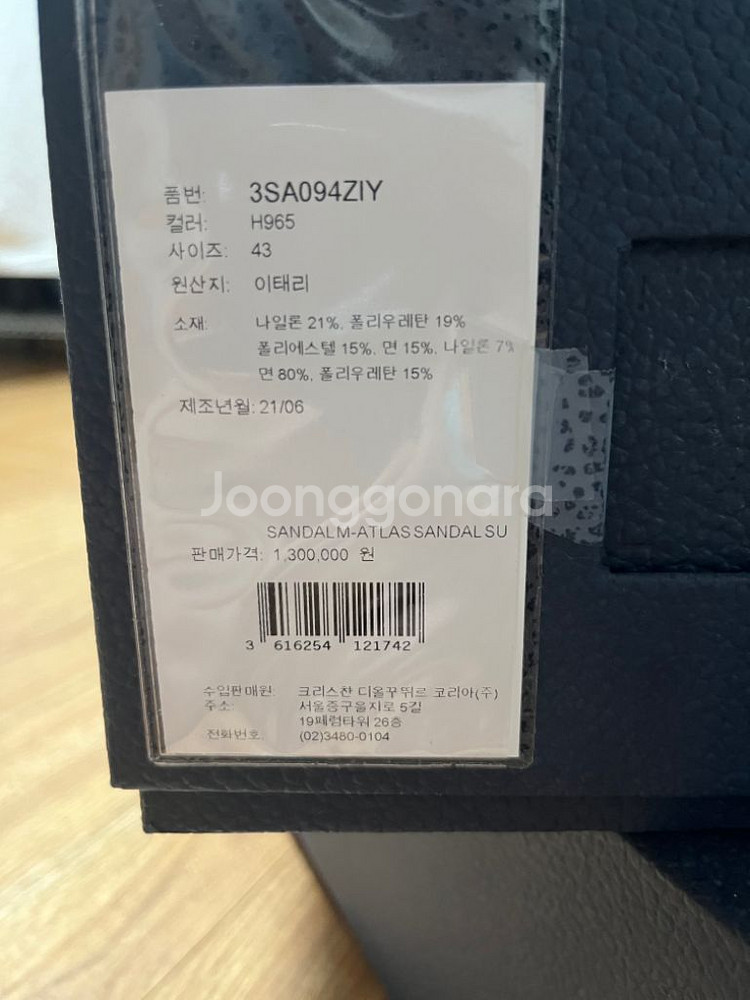 품번: 3SA094ZIY
컬러: H965
사이즈: 43
원산지: 이태리
소재: 나일론 21%, 폴리우레탄 19%
폴리에스텔 15%, 면 15%, 나일론 7%
면 80%, 폴리우레탄 15%
제조년월: 21/06
Joonggonara
SANDALM-ATLASSANDAL SU
판매가격: 1,300,000 원
3 616254 121742
수입판매원: 크리스챤 디올꾸뛰르 코리아(주)
주소: 서울중구을지로 5길
19페럼타워 26층
전화번호: (02)3480-0104